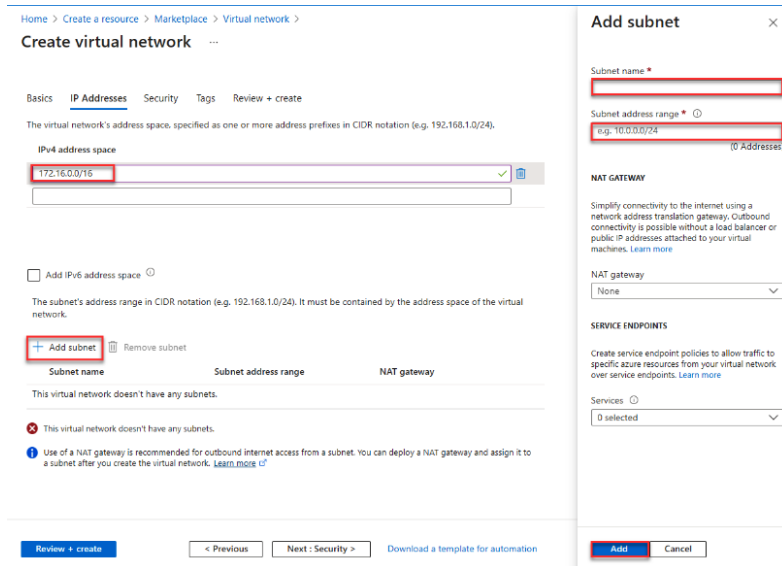 Home > Create a resource > Marketplace > Virtual network >
Create virtual network ...
Basics IP Addresses Security Tags Review + create
The virtual network's address space, specified as one or more address prefixes in CIDR notation (e.g. 192.168.1.0/24).
IPv4 address space
172.16.0.0/16
Add IPv6 address space
The subnet's address range in CIDR notation (e.g. 192.168.1.0/24). It must be contained by the address space of the virtual
network.
+ Add subnet Remove subnet
Subnet name Subnet address range NAT gateway
This virtual network doesn't have any subnets.
This virtual network doesn't have any subnets.
Use of a NAT gateway is recommended for outbound internet access from a subnet. You can deploy a NAT gateway and assign it to
a subnet after you create the virtual network. Learn more
Review + create < Previous Next : Security > Download a template for automation
Add subnet
Subnet name *
Subnet address range *
e.g. 10.0.0.0/24
(0 Addresses
NAT GATEWAY
Simplify connectivity to the internet using a
network address translation gateway. Outbound
connectivity is possible without a load balancer or
public IP addresses attached to your virtual
machines. Learn more
NAT gateway
None
SERVICE ENDPOINTS
Create service endpoint policies to allow traffic to
specific azure resources from your virtual network
over service endpoints. Learn more
Services
0 selected
Add Cancel